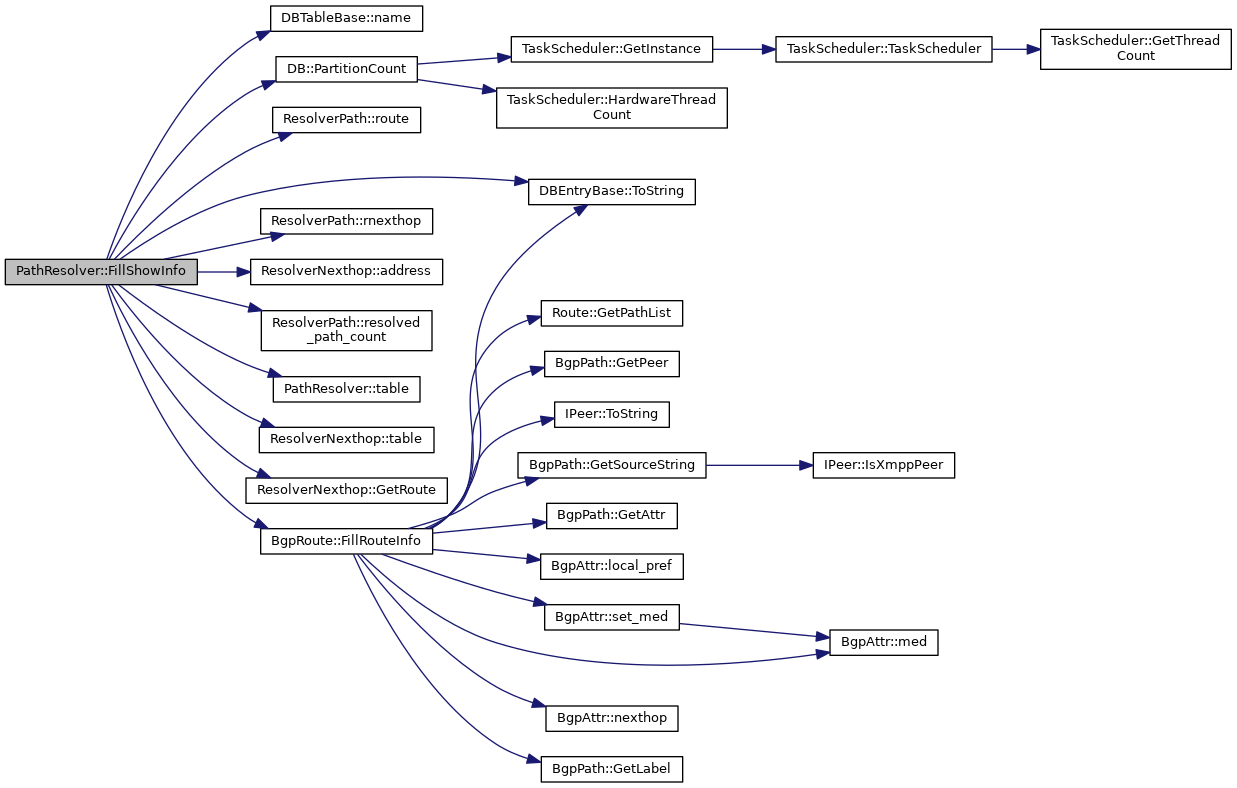 DBTableBase::name
DB::PartitionCount
TaskScheduler::GetInstance
TaskScheduler::TaskScheduler
TaskScheduler::GetThread
Count
TaskScheduler::HardwareThread
Count
ResolverPath::route
DBEntryBase::ToString
ResolverPath::rnexthop
PathResolver::FillShowInfo
ResolverNexthop::address
ResolverPath::resolved
_path_count
Route::GetPathList
BgpPath::GetPeer
PathResolver::table
IPeer::ToString
ResolverNexthop::table
BgpPath::GetSourceString
IPeer::IsXmppPeer
ResolverNexthop::GetRoute
BgpPath::GetAttr
BgpRoute::FillRouteInfo
BgpAttr::local_pref
BgpAttr::set_med
BgpAttr::med
BgpAttr::nexthop
BgpPath::GetLabel